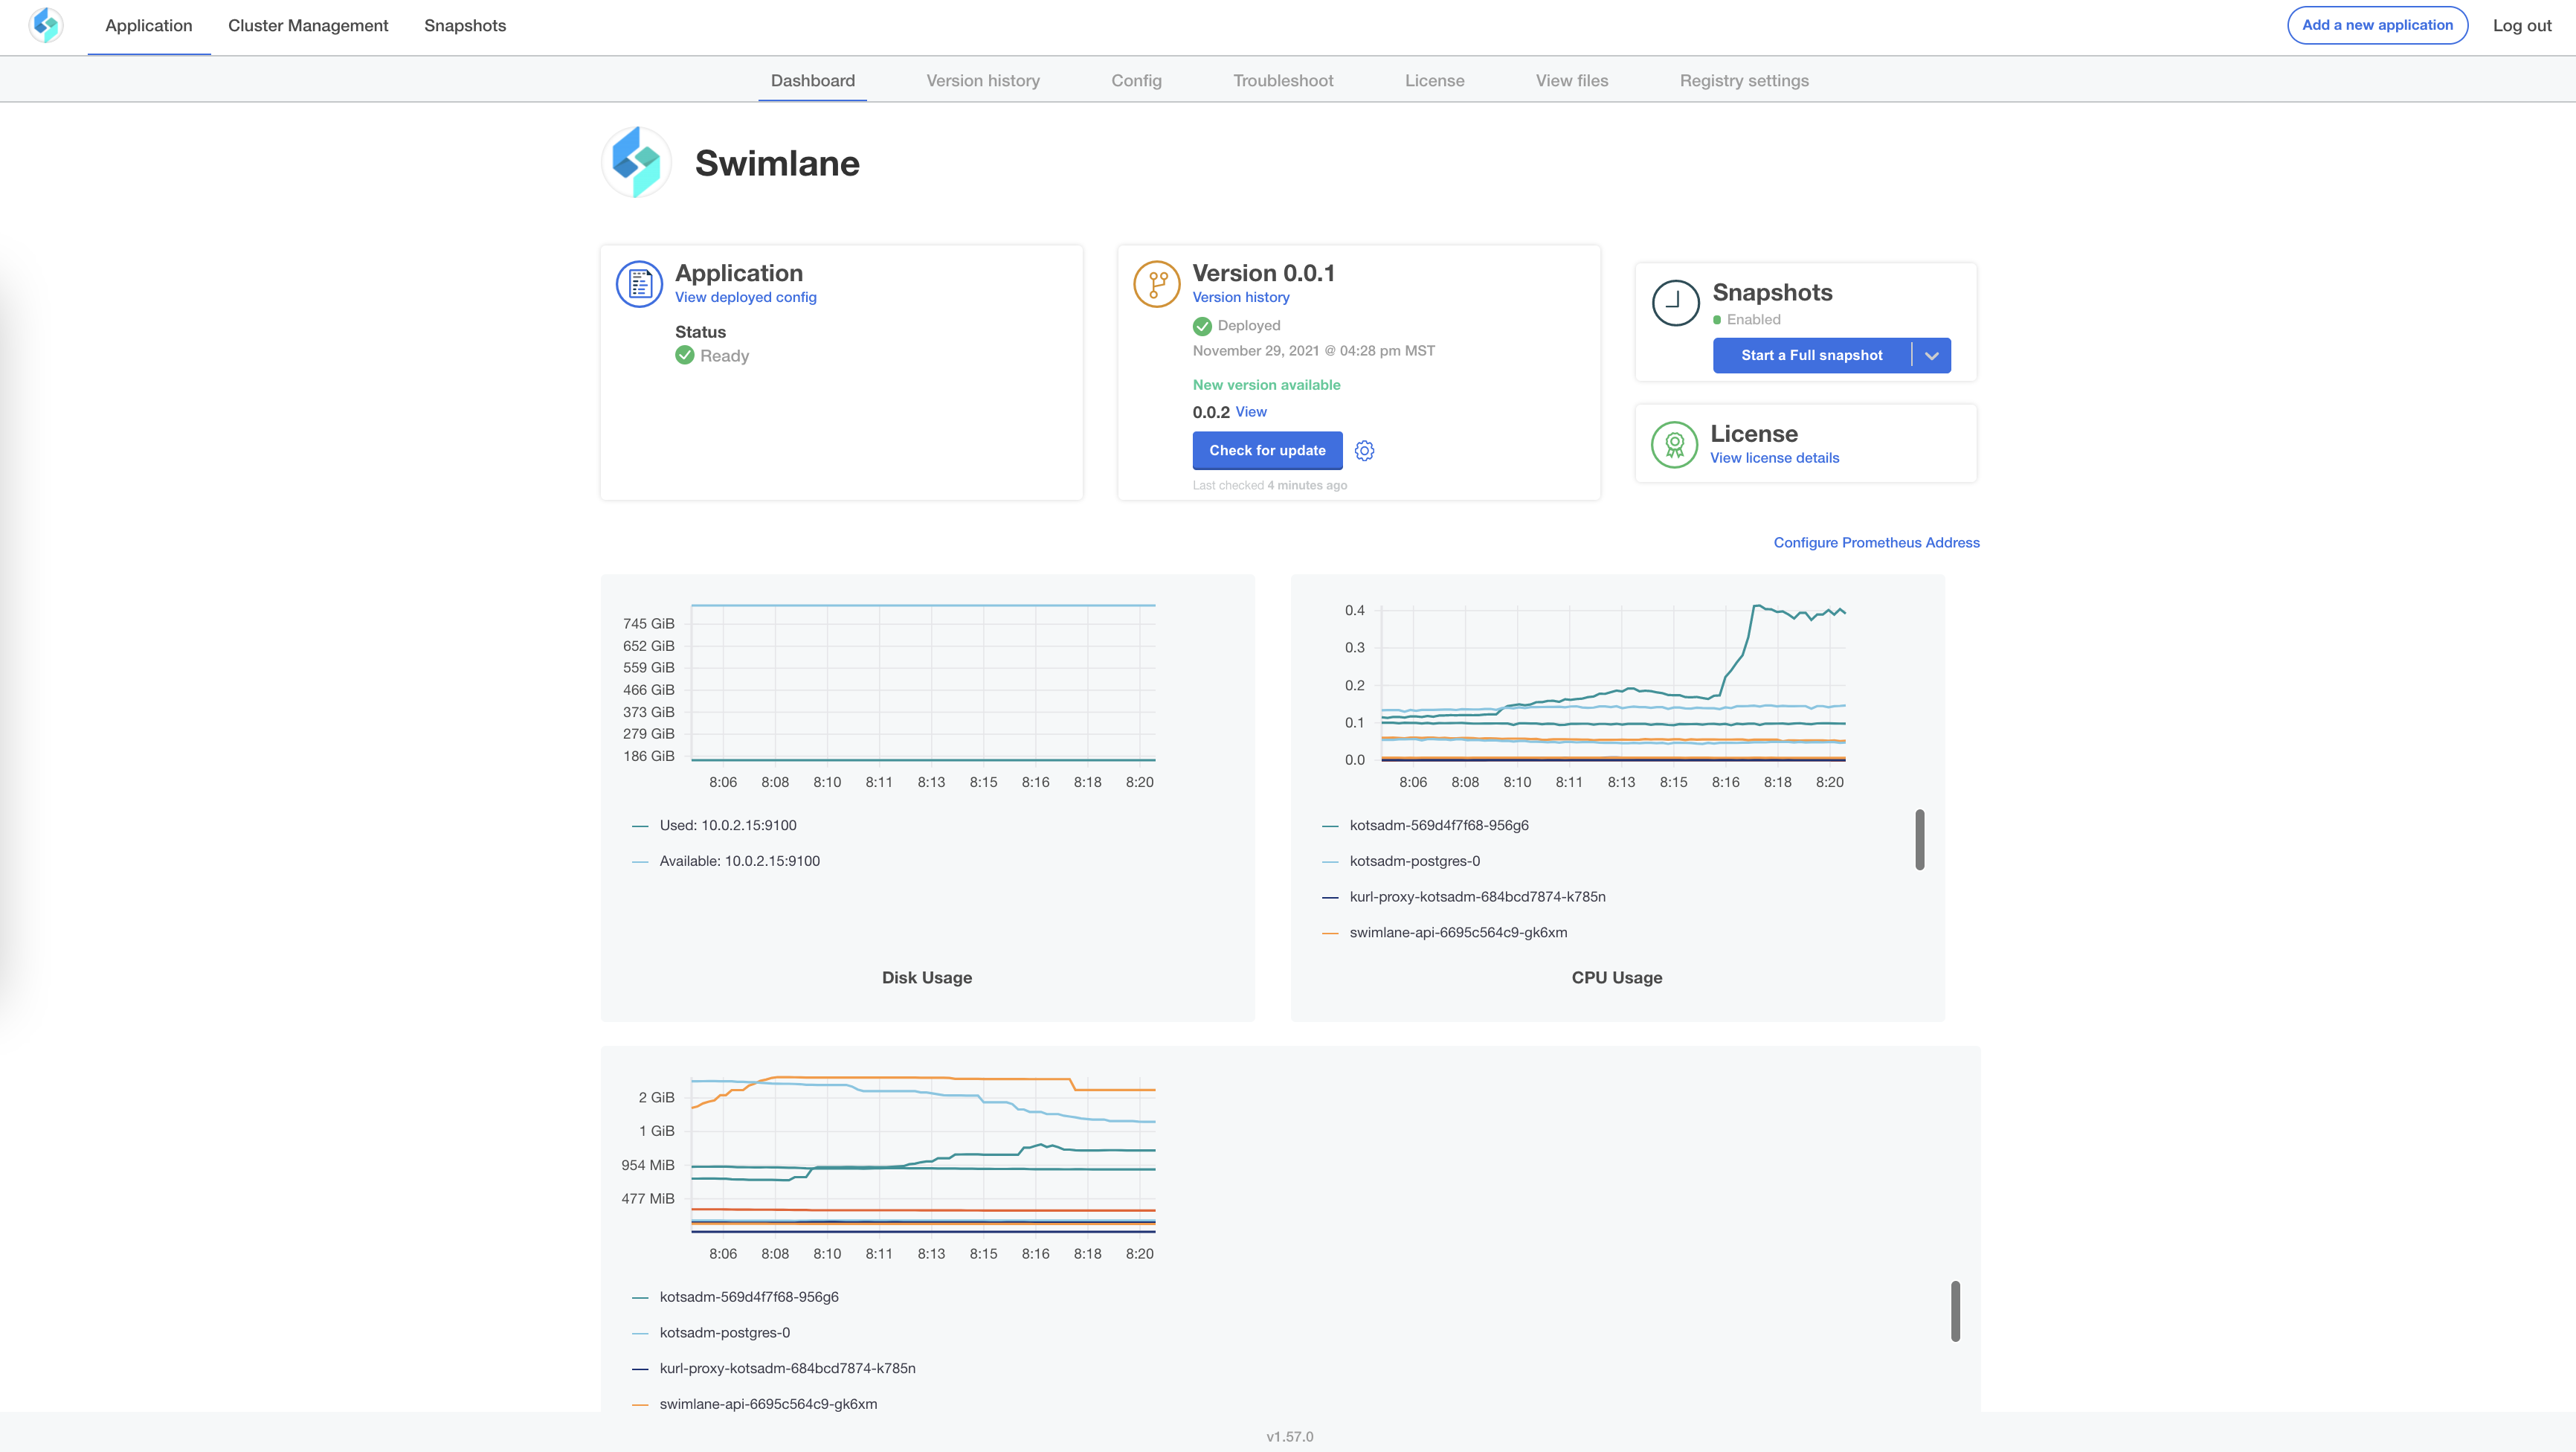 Application Cluster Management Snapshots Add a new application Log out
Dashboard Version history Config Troubleshoot License View files Registry settings
Swimlane
Application
View deployed config
Status
Ready
Version 0.0.1
Version history
Deployed
November 29, 2021 @ 04:28 pm MST
New version available
0.0.2 View
Check for update
Last checked 4 minutes ago
Snapshots
Enabled
Start a Full snapshot
License
View license details
Configure Prometheus Address
745 GiB
652 GiB
559 GiB
466 GiB
373 GiB
279 GiB
186 GiB
8:06 8:08 8:10 8:11 8:13 8:15 8:16 8:18 8:20
Used: 10.0.2.15:9100
Available: 10.0.2.15:9100
Disk Usage
0.4
0.3
0.2
0.1
0.0
8:06 8:08 8:10 8:11 8:13 8:15 8:16 8:18 8:20
kotsadm-569d4f7f68-956g6
kotsadm-postgres-0
kurl-proxy-kotsadm-684bcd7874-k785n
swimlane-api-6695c564c9-gk6xm
CPU Usage
2 GiB
1 GiB
954 MiB
477 MiB
8:06 8:08 8:10 8:11 8:13 8:15 8:16 8:18 8:20
kotsadm-569d4f7f68-956g6
kotsadm-postgres-0
kurl-proxy-kotsadm-684bcd7874-k785n
swimlane-api-6695c564c9-gk6xm
v1.57.0